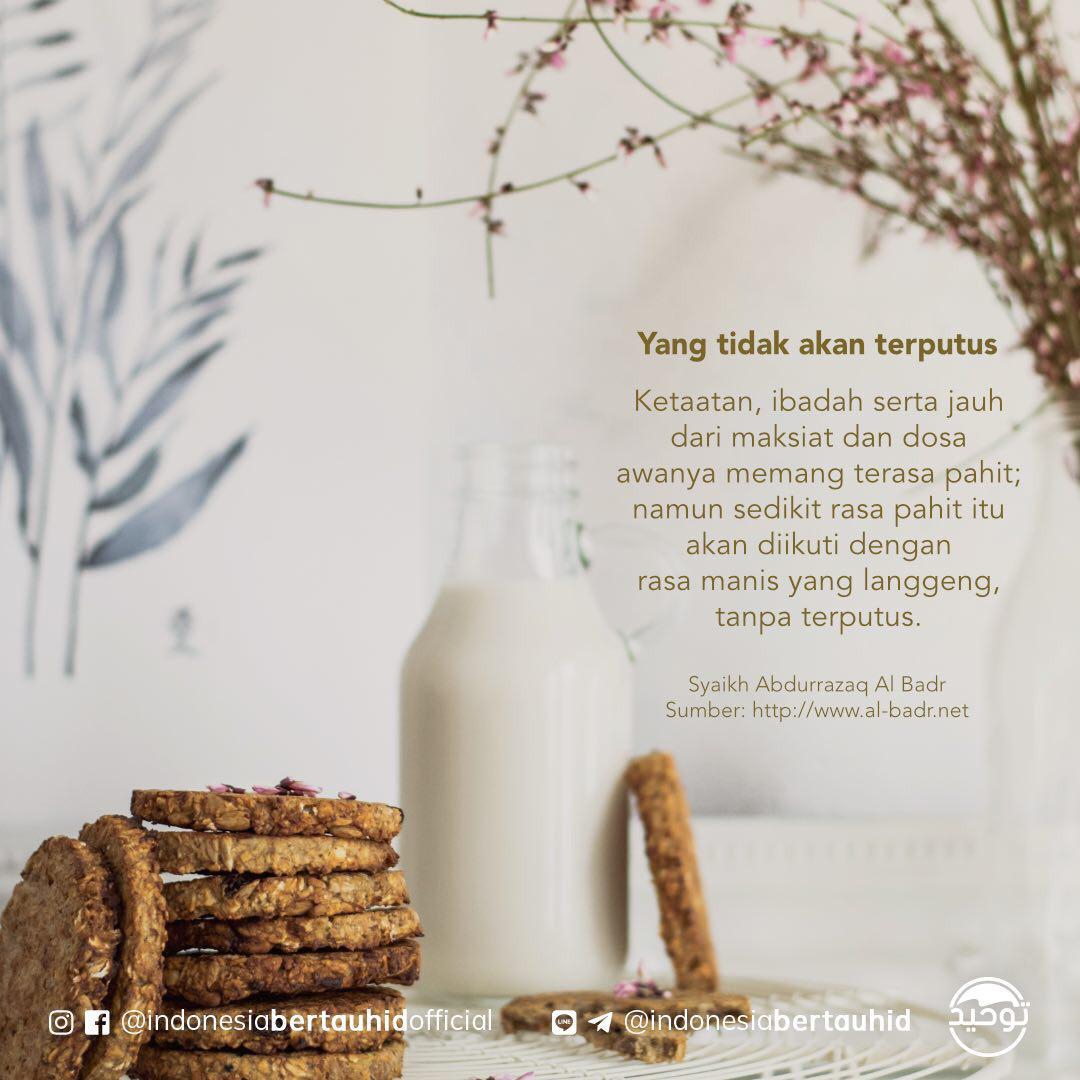 Yang tidak akan terputus
Ketaatan, ibadah serta jauh
dari maksiat dan dosa
awanya memang terasa pahit;
namun sedikit rasa pahit itu
akan diikuti dengan
rasa manis yang langgeng,
tanpa terputus.
Syaikh Abdurrazaq Al Badr
Sumber: http://www.al-badr.net
@indonesiabertauhidofficial
LINE
@indonesiabertauhid
توحيد